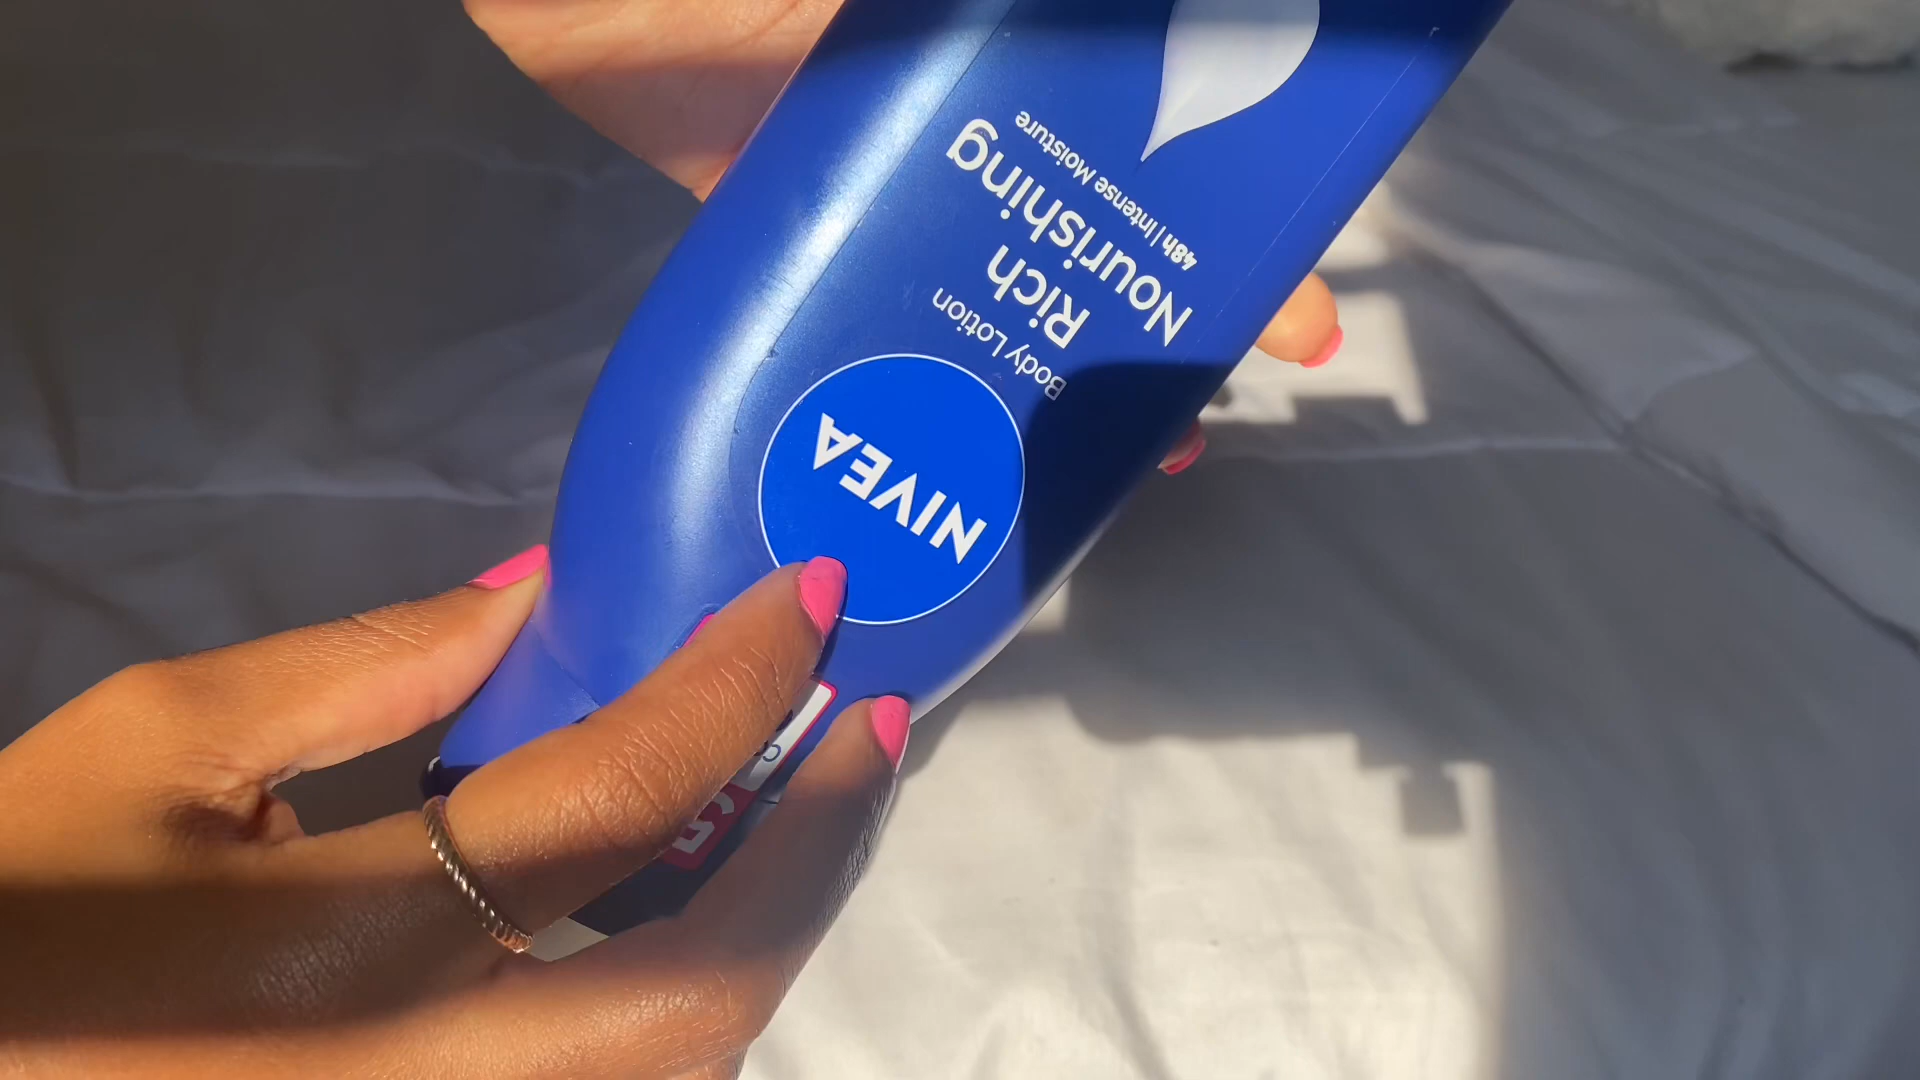 NIVEA
Body Lotion
Rich
Nourishing
48h | Intense Moisture